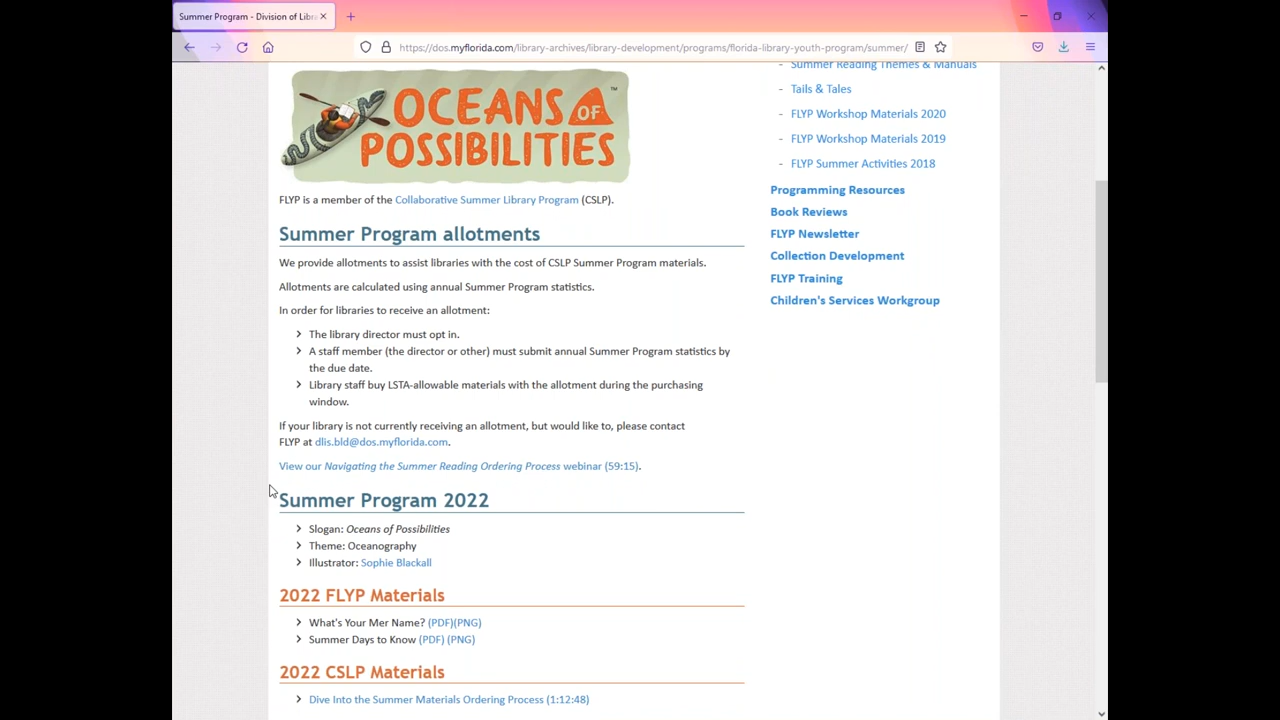 Summer Program - Division of Libra
https://dos.myflorida.com/library-archives/library-development/programs/florida-library-youth-program/summer/
OCEANS OF
POSSIBILITIES
™
FLYP is a member of the Collaborative Summer Library Program (CSLP).
Summer Program allotments
We provide allotments to assist libraries with the cost of CSLP Summer Program materials.
Allotments are calculated using annual Summer Program statistics.
In order for libraries to receive an allotment:
The library director must opt in.
A staff member (the director or other) must submit annual Summer Program statistics by
the due date.
Library staff buy LSTA-allowable materials with the allotment during the purchasing
window.
If your library is not currently receiving an allotment, but would like to, please contact
FLYP at dlis.bld@dos.myflorida.com.
View our Navigating the Summer Reading Ordering Process webinar (59:15).
Summer Program 2022
Slogan: Oceans of Possibilities
Theme: Oceanography
Illustrator: Sophie Blackall
2022 FLYP Materials
What's Your Mer Name? (PDF)(PNG)
Summer Days to Know (PDF) (PNG)
2022 CSLP Materials
Dive Into the Summer Materials Ordering Process (1:12:48)
- Summer Reading Themes & Manuals
- Tails & Tales
- FLYP Workshop Materials 2020
- FLYP Workshop Materials 2019
- FLYP Summer Activities 2018
Programming Resources
Book Reviews
FLYP Newsletter
Collection Development
FLYP Training
Children's Services Workgroup